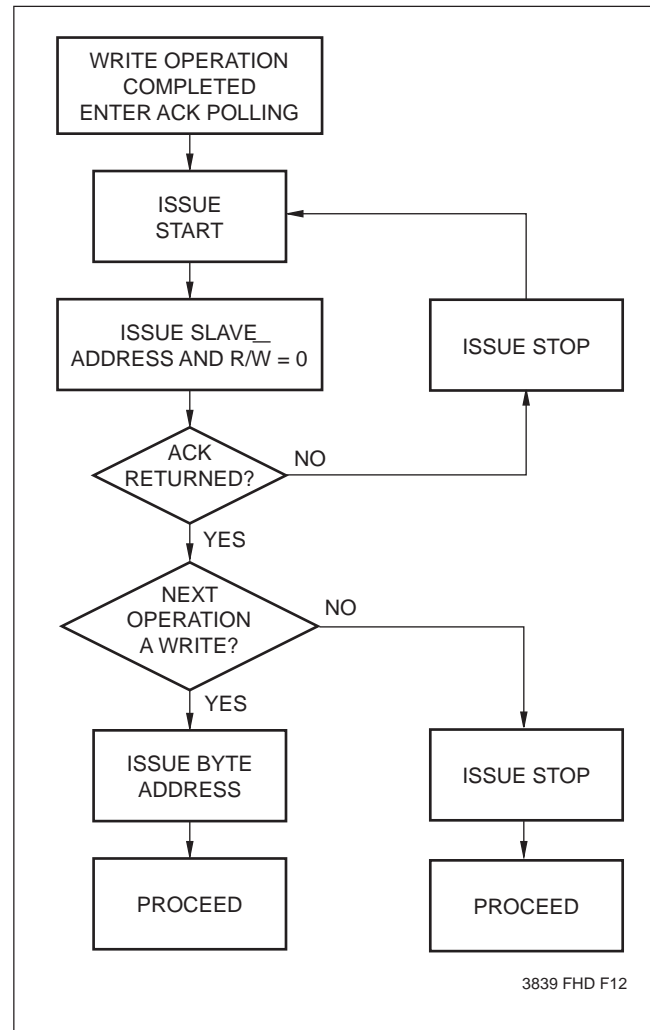 WRITE OPERATION
COMPLETED
ENTER ACK POLLING
ISSUE
START
ISSUE SLAVE
ADDRESS AND R/W = 0
ISSUE STOP
ACK
RETURNED?
NO
YES
NEXT
OPERATION
A WRITE?
NO
YES
ISSUE BYTE
ADDRESS
ISSUE STOP
PROCEED
PROCEED
3839 FHD F12